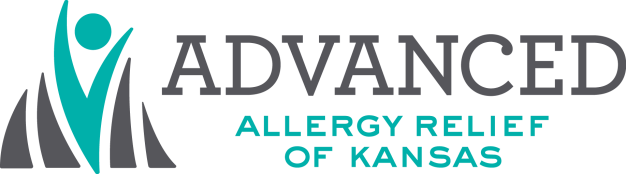 ADVANCED
ALLERGY RELIEF
OF KANSAS